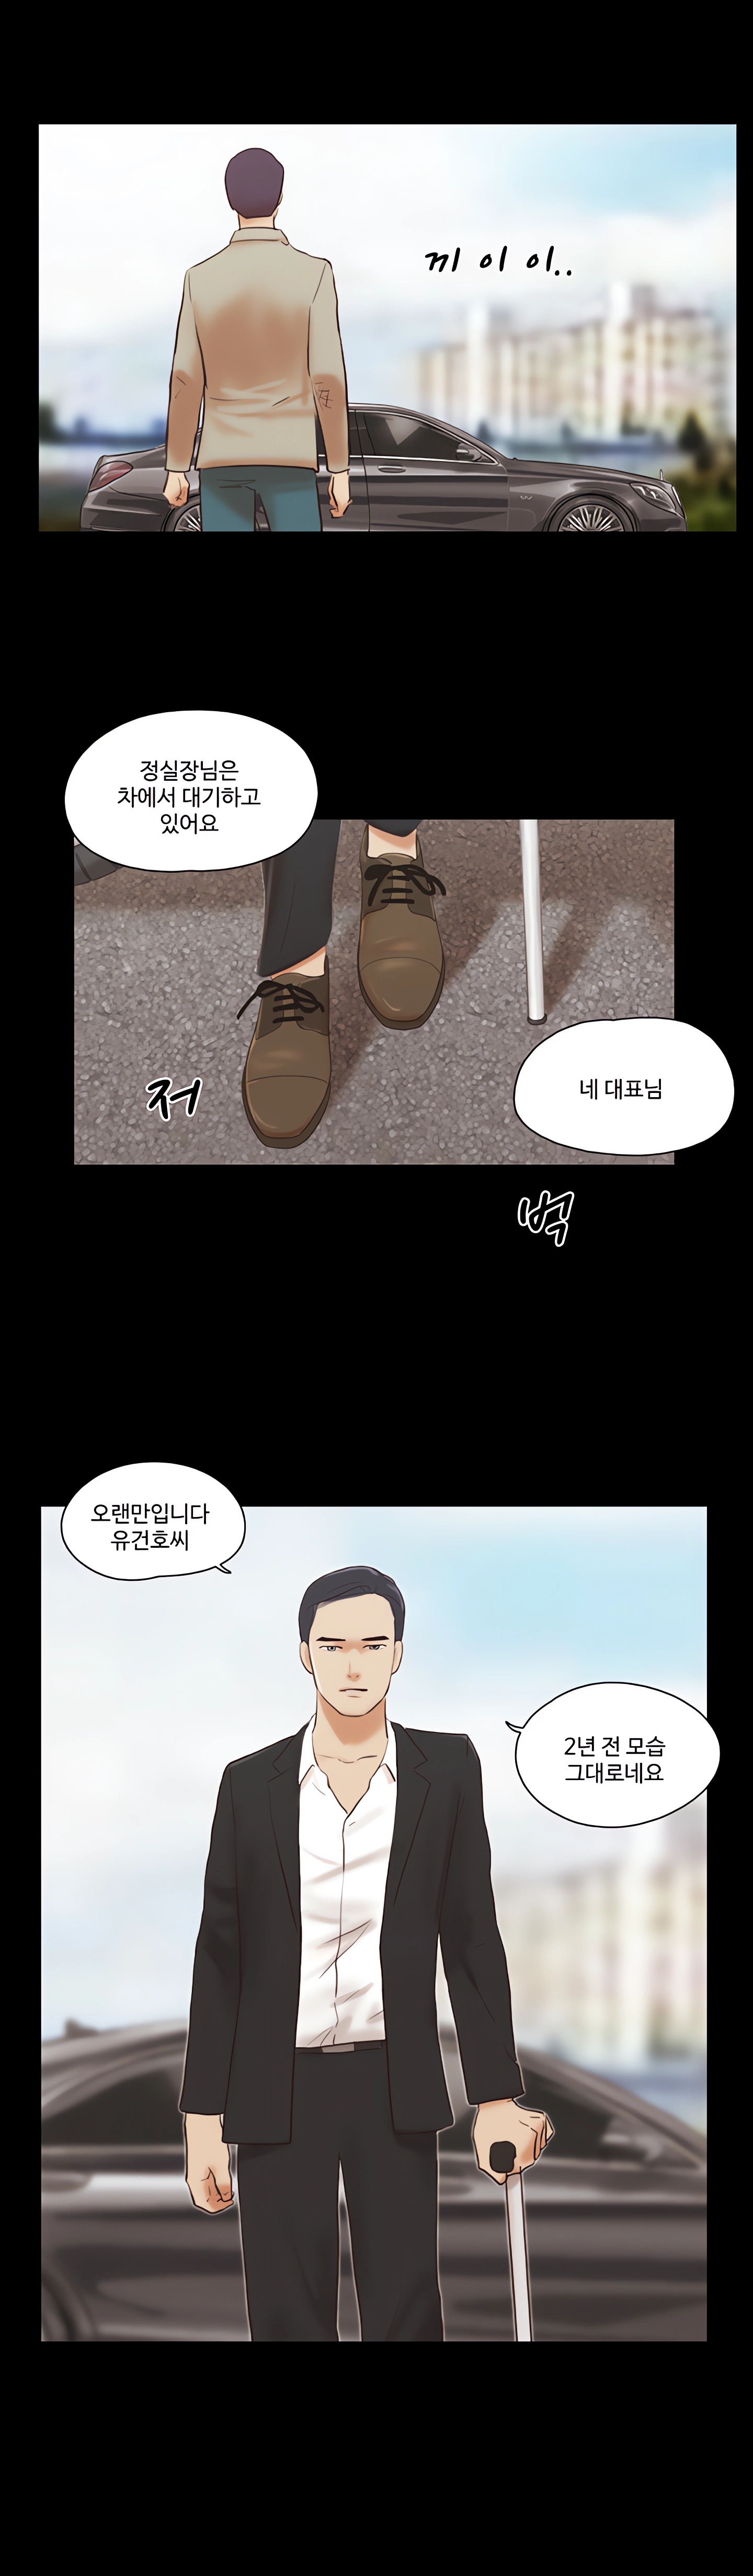 끼이이..
정실장님은
차에서 대기하고
있어요
네 대표님
저
벅
오랜만입니다
유건호씨
2년 전 모습
그대로네요